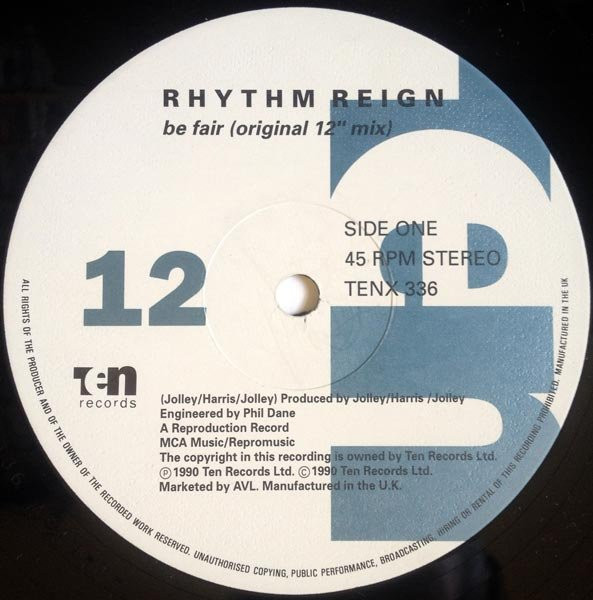 RHYTHM REIGN
be fair (original 12" mix)
SIDE ONE
45 RPM STEREO
TENX 336
12
Ten
records
(Jolley/Harris/Jolley) Produced by Jolley/Harris /Jolley
Engineered by Phil Dane
A Reproduction Record
MCA Music/Repromusic
The copyright in this recording is owned by Ten Records Ltd.
Ⓟ1990 Ten Records Ltd. Ⓒ1990 Ten Records Ltd.
Marketed by AVL. Manufactured in the U.K.
ALL RIGHTS OF THE PRODUCER AND OF THE OWNER OF THE RECORDED WORK RESERVED. UNAUTHORISED COPYING, PUBLIC PERFORMANCE, BROADCASTING, HIRING OR RENTAL OF THIS RECORDING PROHIBITED. MANUFACTURED IN THE UK